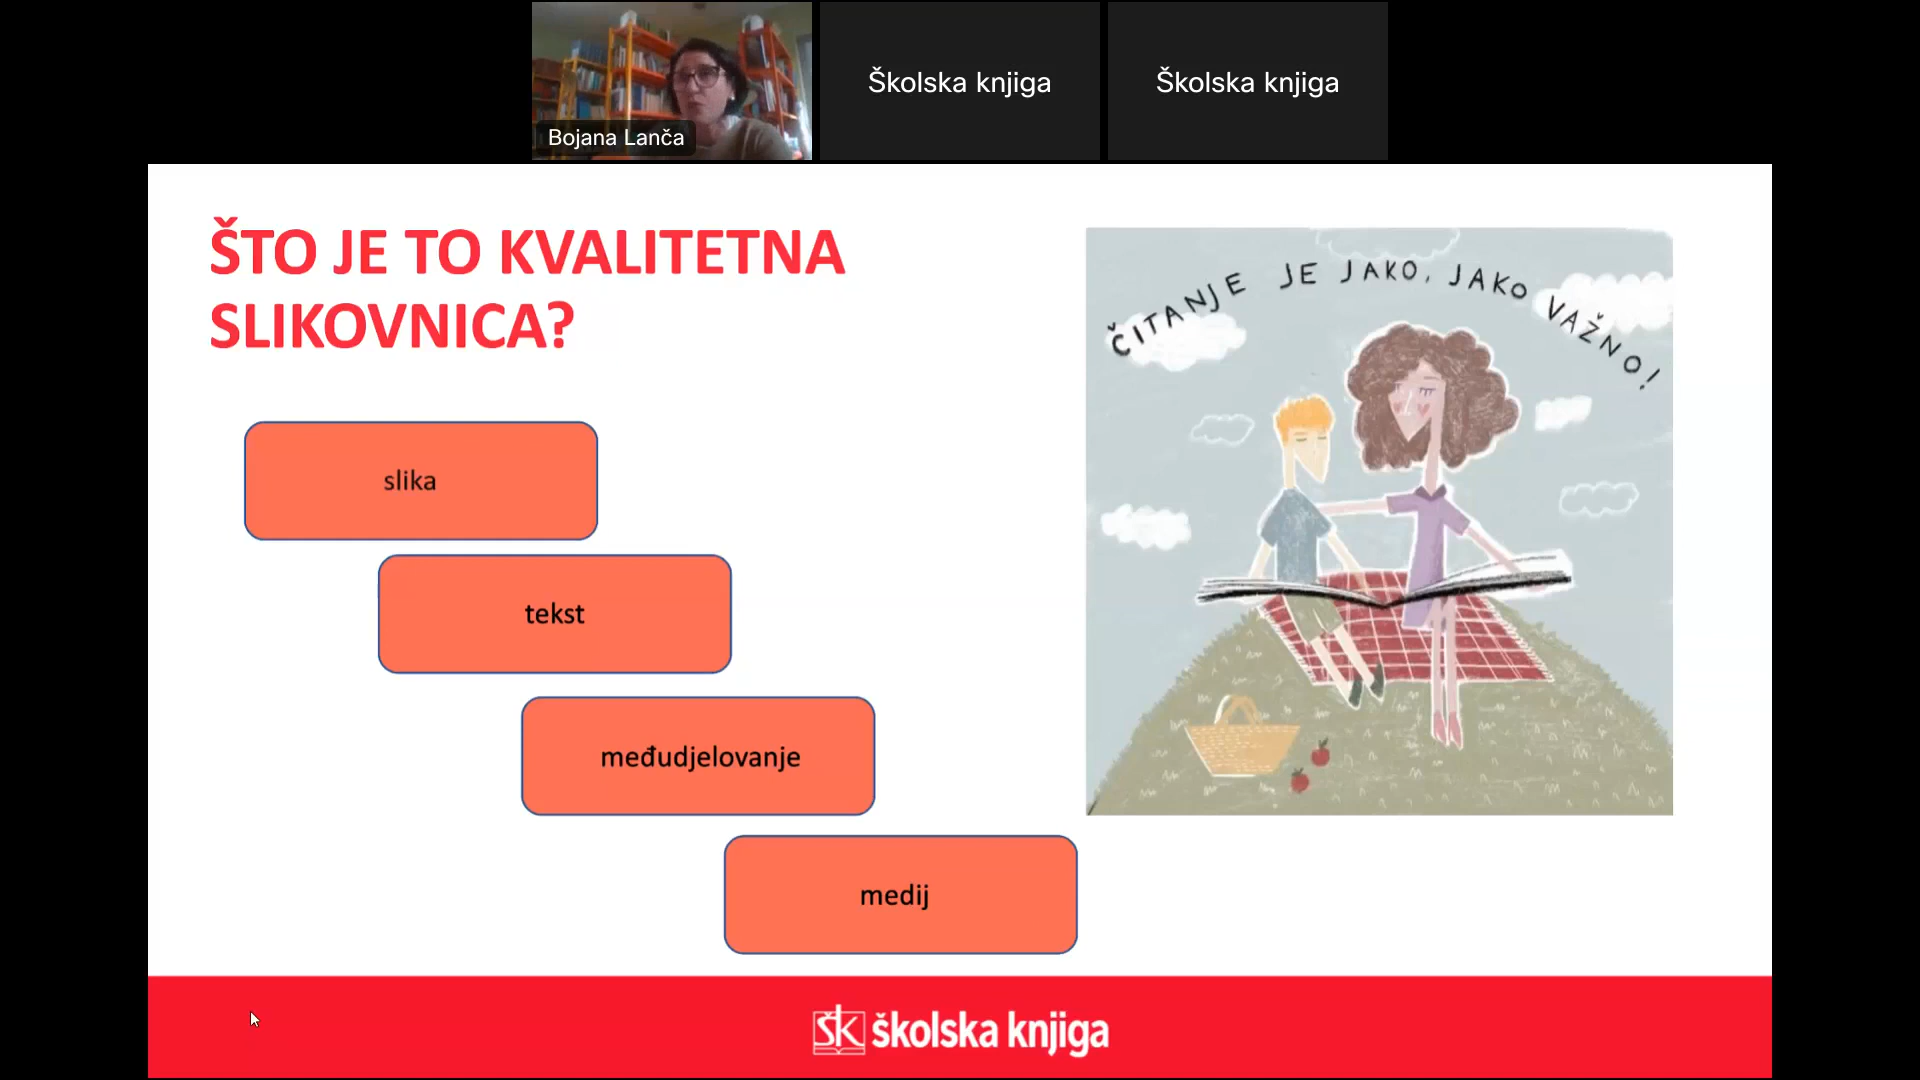 Bojana Lanča
Školska knjiga
Školska knjiga
ŠTO JE TO KVALITETNA
SLIKOVNICA?
ČITANJE JE JAKO, JAKO VAŽNO!
slika
tekst
međudjelovanje
medij
ŠK školska knjiga